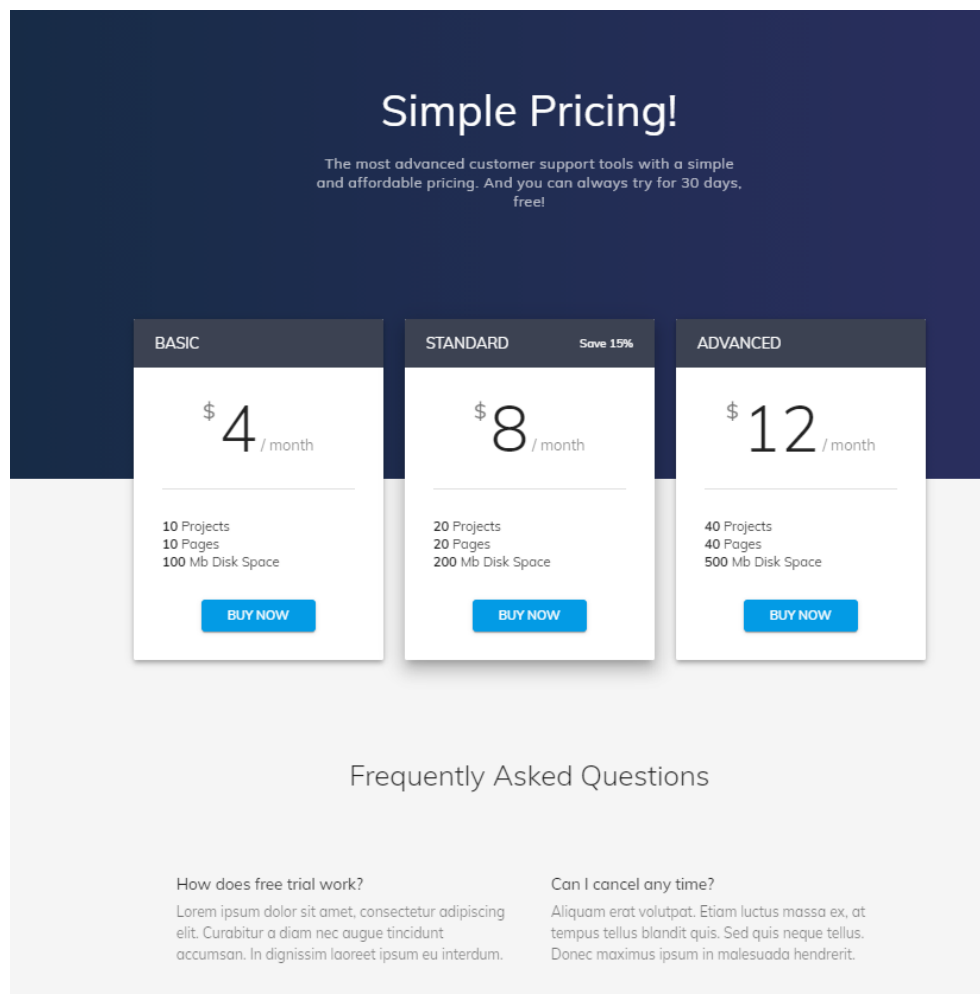 Simple Pricing!
The most advanced customer support tools with a simple
and affordable pricing. And you can always try for 30 days,
free!
BASIC
$ 4 / month
10 Projects
10 Pages
100 Mb Disk Space
BUY NOW
STANDARD Save 15%
$ 8 / month
20 Projects
20 Pages
200 Mb Disk Space
BUY NOW
ADVANCED
$ 12 / month
40 Projects
40 Pages
500 Mb Disk Space
BUY NOW
Frequently Asked Questions
How does free trial work?
Lorem ipsum dolor sit amet, consectetur adipiscing
elit. Curabitur a diam nec augue tincidunt
accumsan. In dignissim laoreet ipsum eu interdum.
Can I cancel any time?
Aliquam erat volutpat. Etiam luctus massa ex, at
tempus tellus blandit quis. Sed quis neque tellus.
Donec maximus ipsum in malesuada hendrerit.